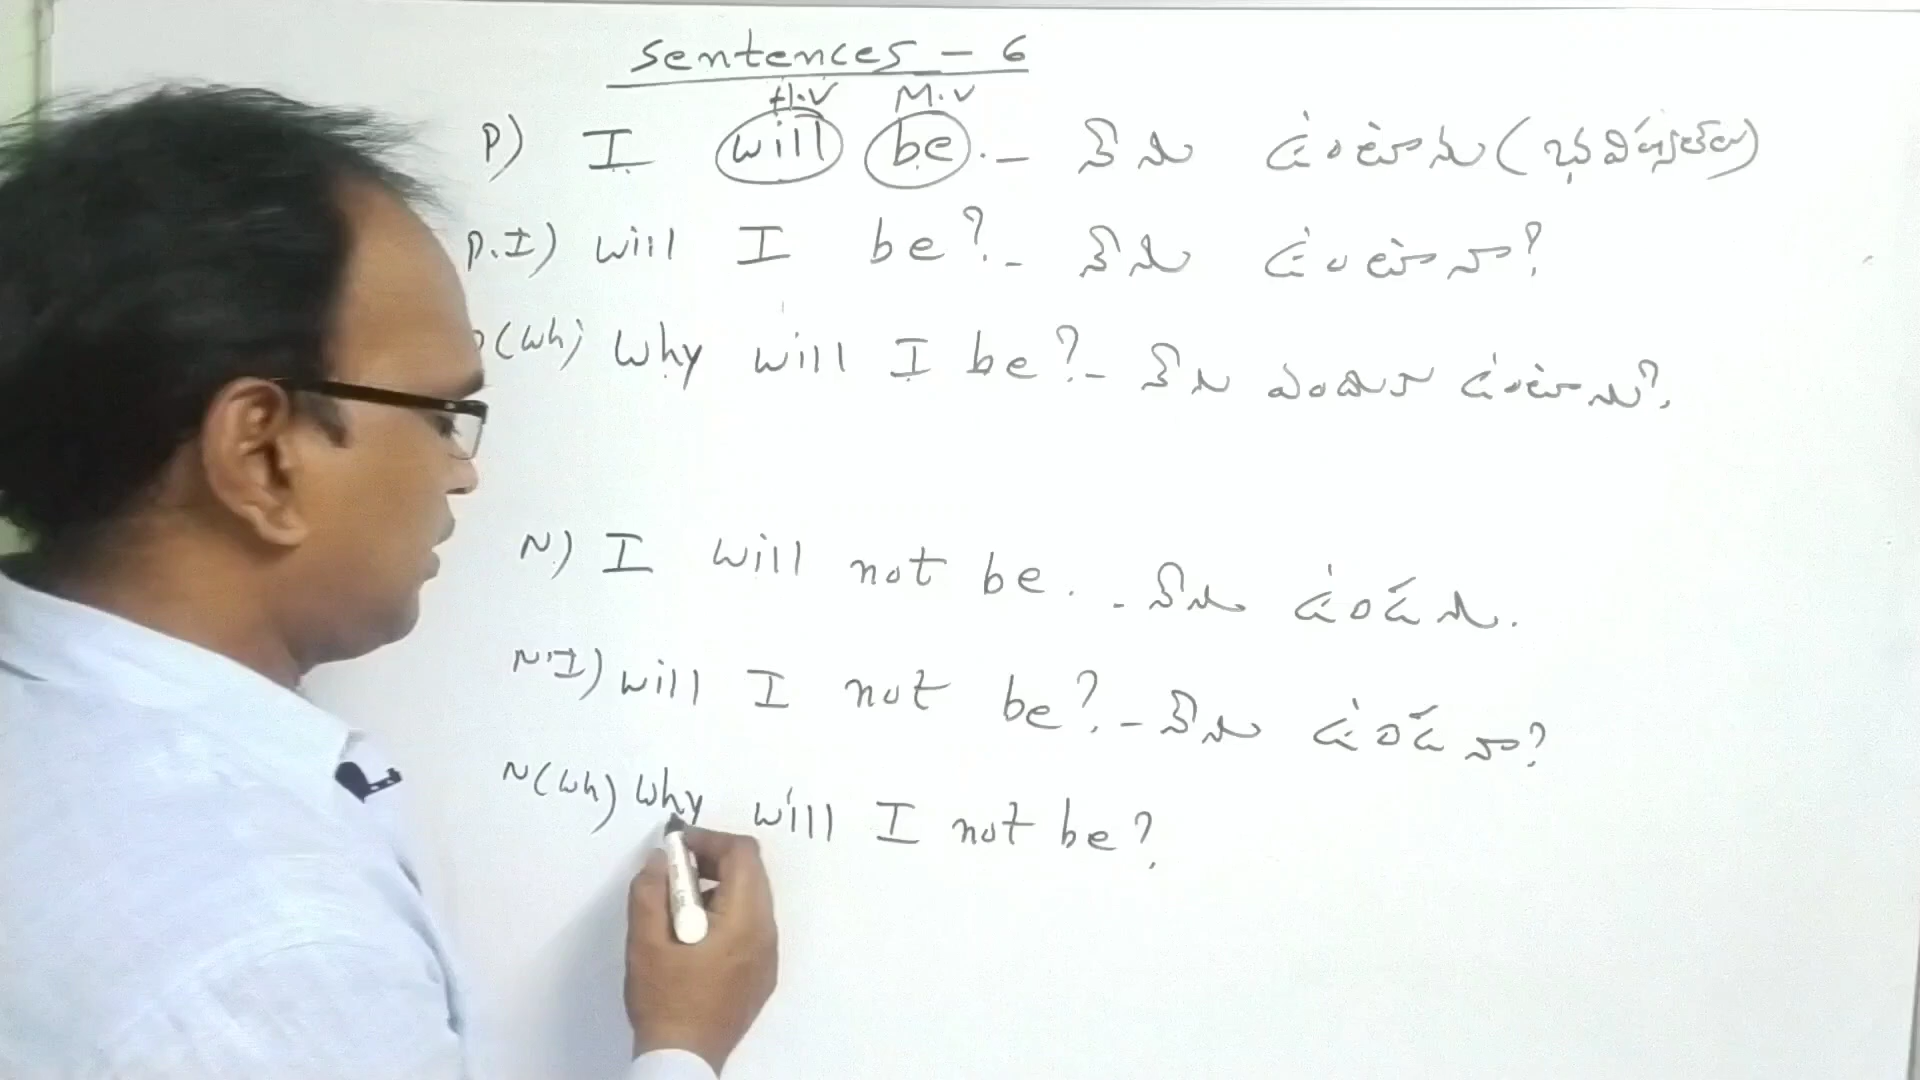 Sentences - 6
H.V M.V
P) I will be. - నేను ఉంటాను (భవిష్యత్తులో)
P.I) will I be? - నేను ఉంటానా?
(Wh) Why will I be? - నేను ఎందుకు ఉంటాను?
N) I will not be. - నేను ఉండను.
N.I) will I not be? - నేను ఉండనా?
N(Wh) Why will I not be?